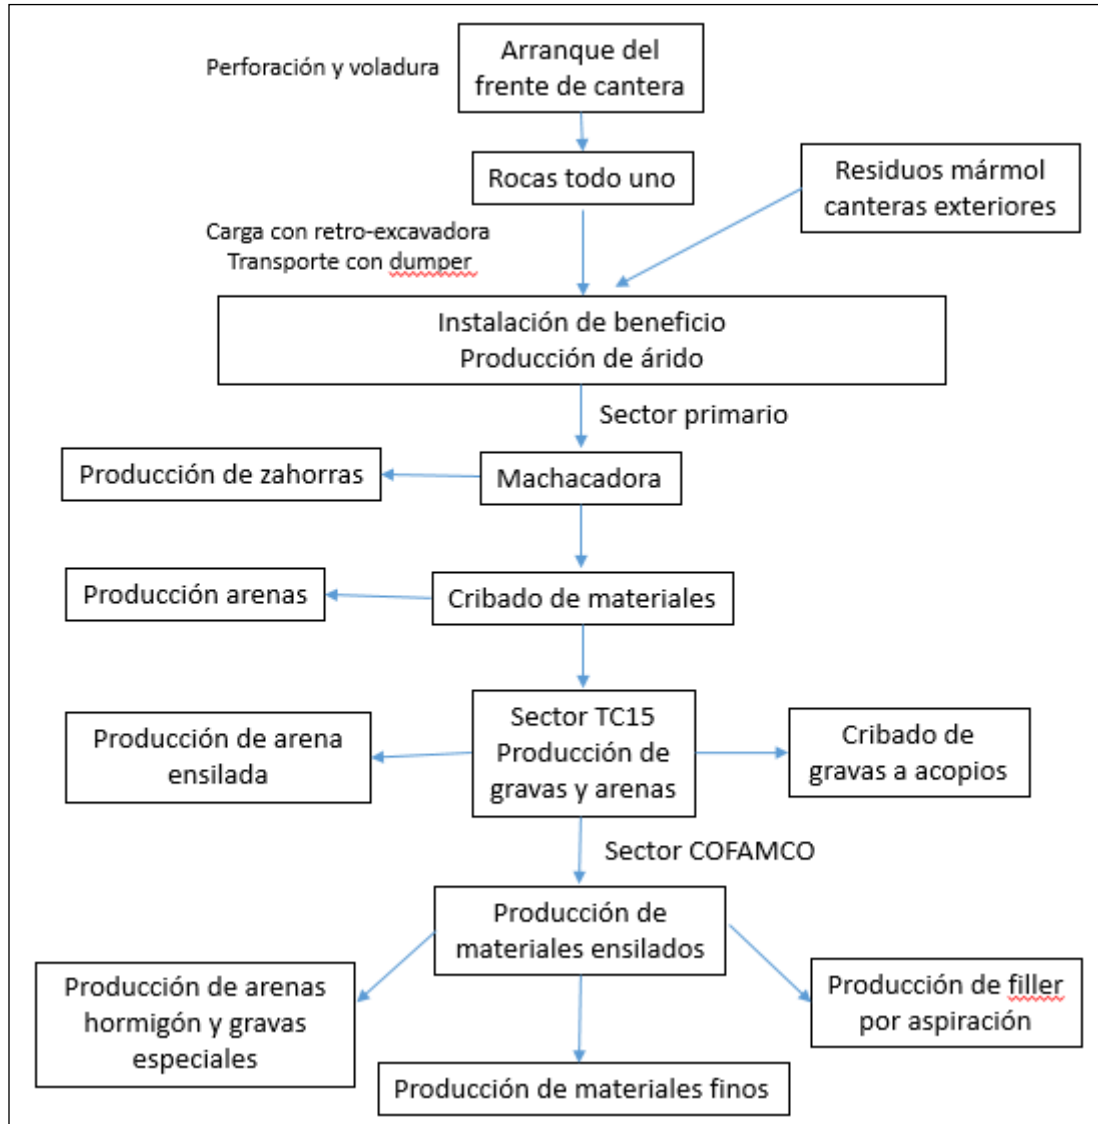 Perforación y voladura
Arranque del
frente de cantera
Rocas todo uno
Residuos mármol
canteras exteriores
Carga con retro-excavadora
Transporte con dumper
Instalación de beneficio
Producción de árido
Sector primario
Producción de zahorras
Machacadora
Producción arenas
Cribado de materiales
Producción de arena
ensilada
Sector TC15
Producción de
gravas y arenas
Cribado de
gravas a acopios
Sector COFAMCO
Producción de
materiales ensilados
Producción de arenas
hormigón y gravas
especiales
Producción de filler
por aspiración
Producción de materiales finos